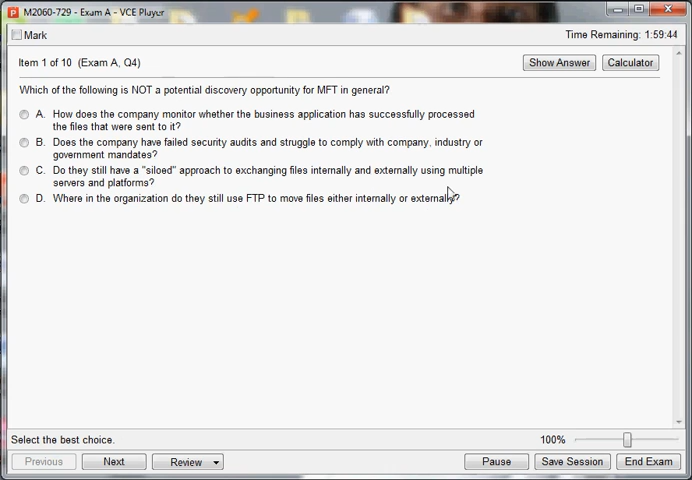 M2060-729 - Exam A - VCE Player
Mark
Time Remaining: 1:59:44
Item 1 of 10 (Exam A, Q4)
Show Answer
Calculator
Which of the following is NOT a potential discovery opportunity for MFT in general?
A. How does the company monitor whether the business application has successfully processed
the files that were sent to it?
B. Does the company have failed security audits and struggle to comply with company, industry or
government mandates?
C. Do they still have a "siloed" approach to exchanging files internally and externally using multiple
servers and platforms?
D. Where in the organization do they still use FTP to move files either internally or externally?
Select the best choice.
100%
Previous
Next
Review
Pause
Save Session
End Exam